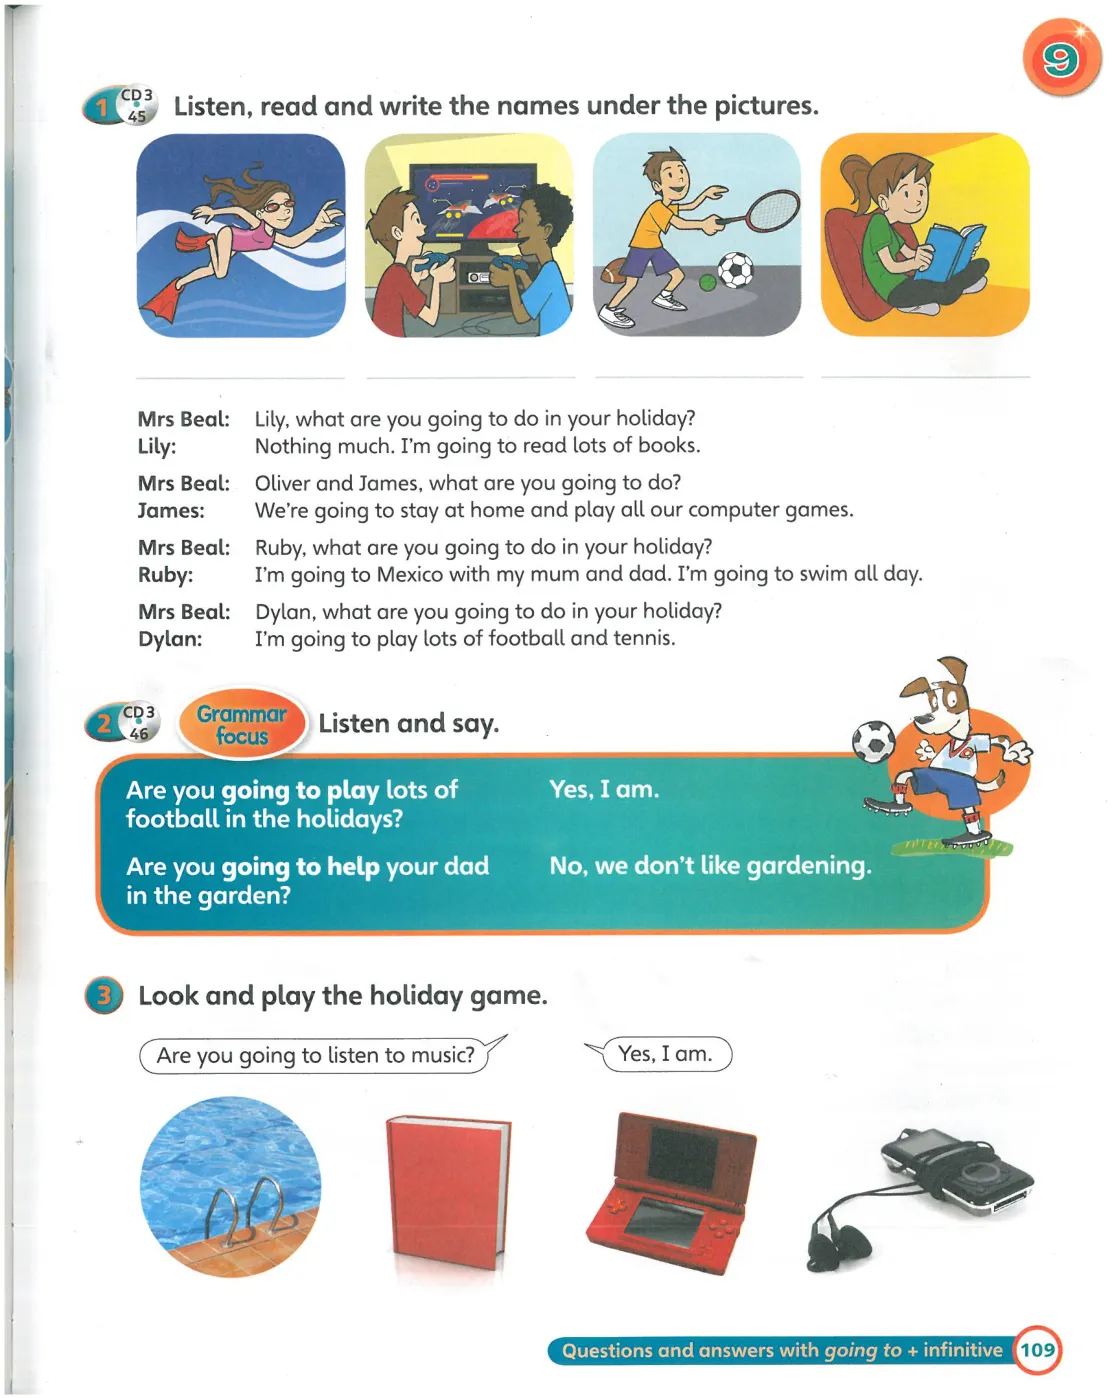 9
1 CD3 45 Listen, read and write the names under the pictures.
Mrs Beal: Lily, what are you going to do in your holiday?
Lily: Nothing much. I'm going to read lots of books.
Mrs Beal: Oliver and James, what are you going to do?
James: We're going to stay at home and play all our computer games.
Mrs Beal: Ruby, what are you going to do in your holiday?
Ruby: I'm going to Mexico with my mum and dad. I'm going to swim all day.
Mrs Beal: Dylan, what are you going to do in your holiday?
Dylan: I'm going to play lots of football and tennis.
2 CD3 46 Grammar focus Listen and say.
Are you going to play lots of Yes, I am.
football in the holidays?
Are you going to help your dad No, we don't like gardening.
in the garden?
3 Look and play the holiday game.
Are you going to listen to music? Yes, I am.
Questions and answers with going to + infinitive 109